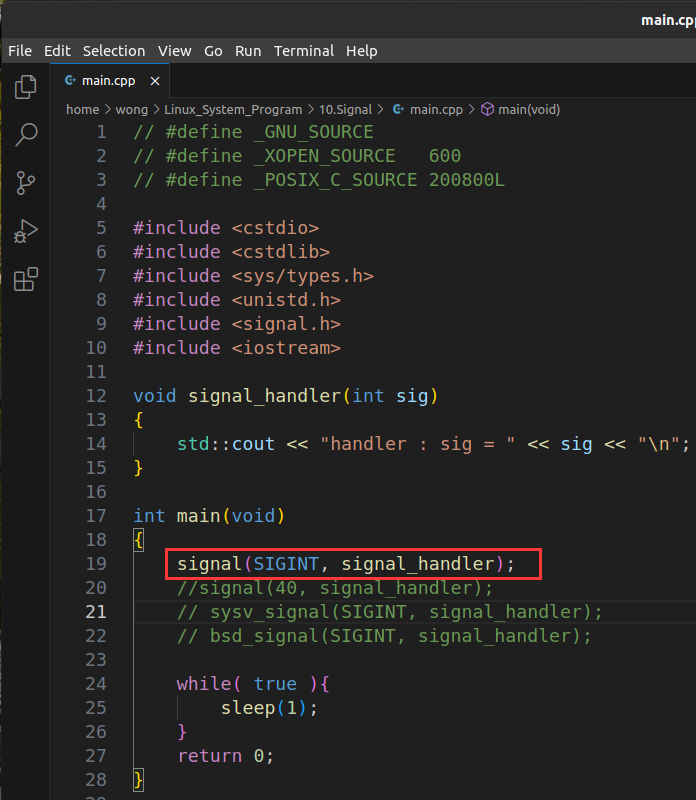 main.cpp
File Edit Selection View Go Run Terminal Help
main.cpp ×
home > wong > Linux_System_Program > 10.Signal > main.cpp > main(void)
1 // #define _GNU_SOURCE
2 // #define _XOPEN_SOURCE   600
3 // #define _POSIX_C_SOURCE 200800L
4
5 #include <cstdio>
6 #include <cstdlib>
7 #include <sys/types.h>
8 #include <unistd.h>
9 #include <signal.h>
10 #include <iostream>
11
12 void signal_handler(int sig)
13 {
14     std::cout << "handler : sig = " << sig << "\n";
15 }
16
17 int main(void)
18 {
19     signal(SIGINT, signal_handler);
20     //signal(40, signal_handler);
21     // sysv_signal(SIGINT, signal_handler);
22     // bsd_signal(SIGINT, signal_handler);
23
24     while( true ){
25         sleep(1);
26     }
27     return 0;
28 }